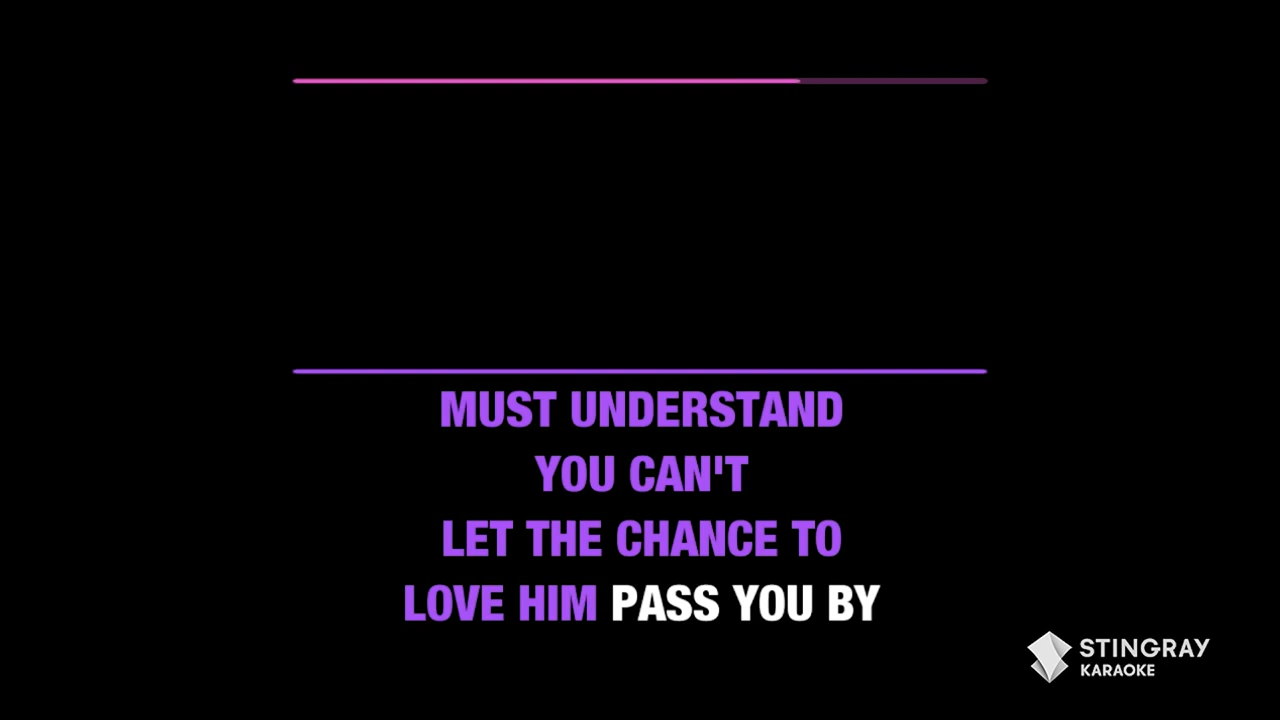 MUST UNDERSTAND
YOU CAN'T
LET THE CHANCE TO
LOVE HIM PASS YOU BY
STINGRAY
KARAOKE